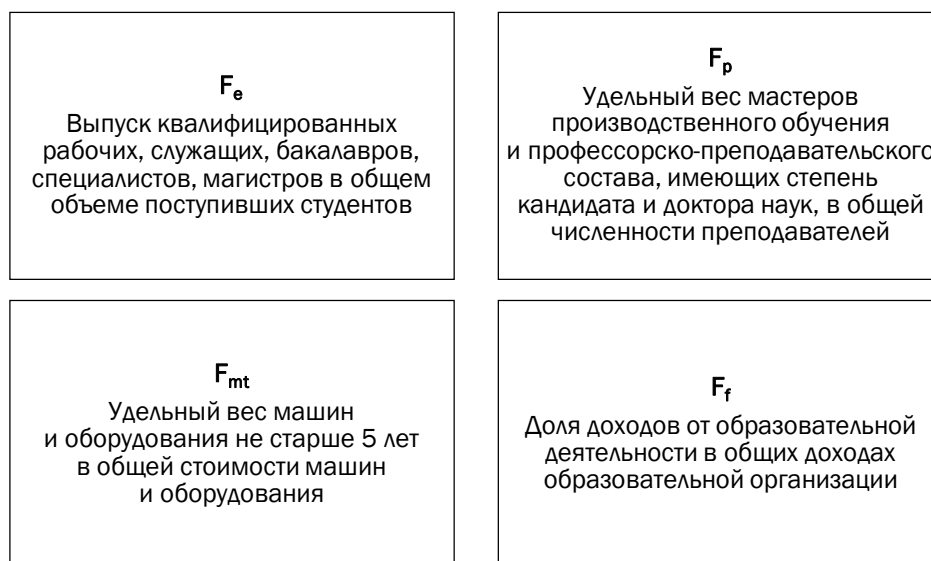 Fe
Выпуск квалифицированных
рабочих, служащих, бакалавров,
специалистов, магистров в общем
объеме поступивших студентов
Fp
Удельный вес мастеров
производственного обучения
и профессорско-преподавательского
состава, имеющих степень
кандидата и доктора наук, в общей
численности преподавателей
Fmt
Удельный вес машин
и оборудования не старше 5 лет
в общей стоимости машин
и оборудования
Ff
Доля доходов от образовательной
деятельности в общих доходах
образовательной организации